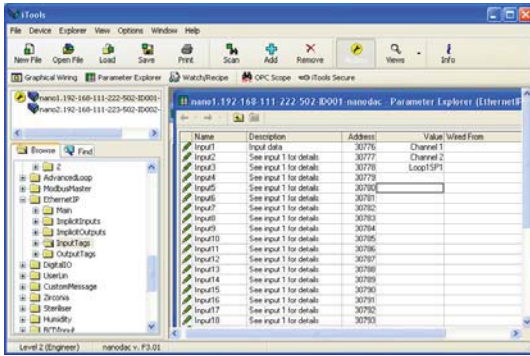 iTools
File Device Explorer View Options Window Help
New File Open File Load Save Print Scan Add Remove Views Info
Graphical Wiring Parameter Explorer Watch/Recipe OPC Scope iTools Secure
nano1.192-168-111-222-502-ID001-
nano2.192-168-111-223-502-ID002-
Browse Find
2
AdvancedLoop
ModbusMaster
EthernetIP
Main
ImplicitInputs
ImplicitOutputs
InputTags
OutputTags
DigitalIO
UserLin
CustomMessage
Zirconia
Steriliser
Humidity
BCDInput
nano1.192-168-111-222-502-ID001-nanodac - Parameter Explorer (EthernetIP
Name Description Address Value Wired From
Input1 Input data 30776 Channel 1
Input2 See input 1 for details 30777 Channel 2
Input3 See input 1 for details 30778 Loop1SP1
Input4 See input 1 for details 30779
Input5 See input 1 for details 30780
Input6 See input 1 for details 30781
Input7 See input 1 for details 30782
Input8 See input 1 for details 30783
Input9 See input 1 for details 30784
Input10 See input 1 for details 30785
Input11 See input 1 for details 30786
Input12 See input 1 for details 30787
Input13 See input 1 for details 30788
Input14 See input 1 for details 30789
Input15 See input 1 for details 30790
Input16 See input 1 for details 30791
Input17 See input 1 for details 30792
Input18 See input 1 for details 30793
Level 2 (Engineer) nanodac v. F3.01